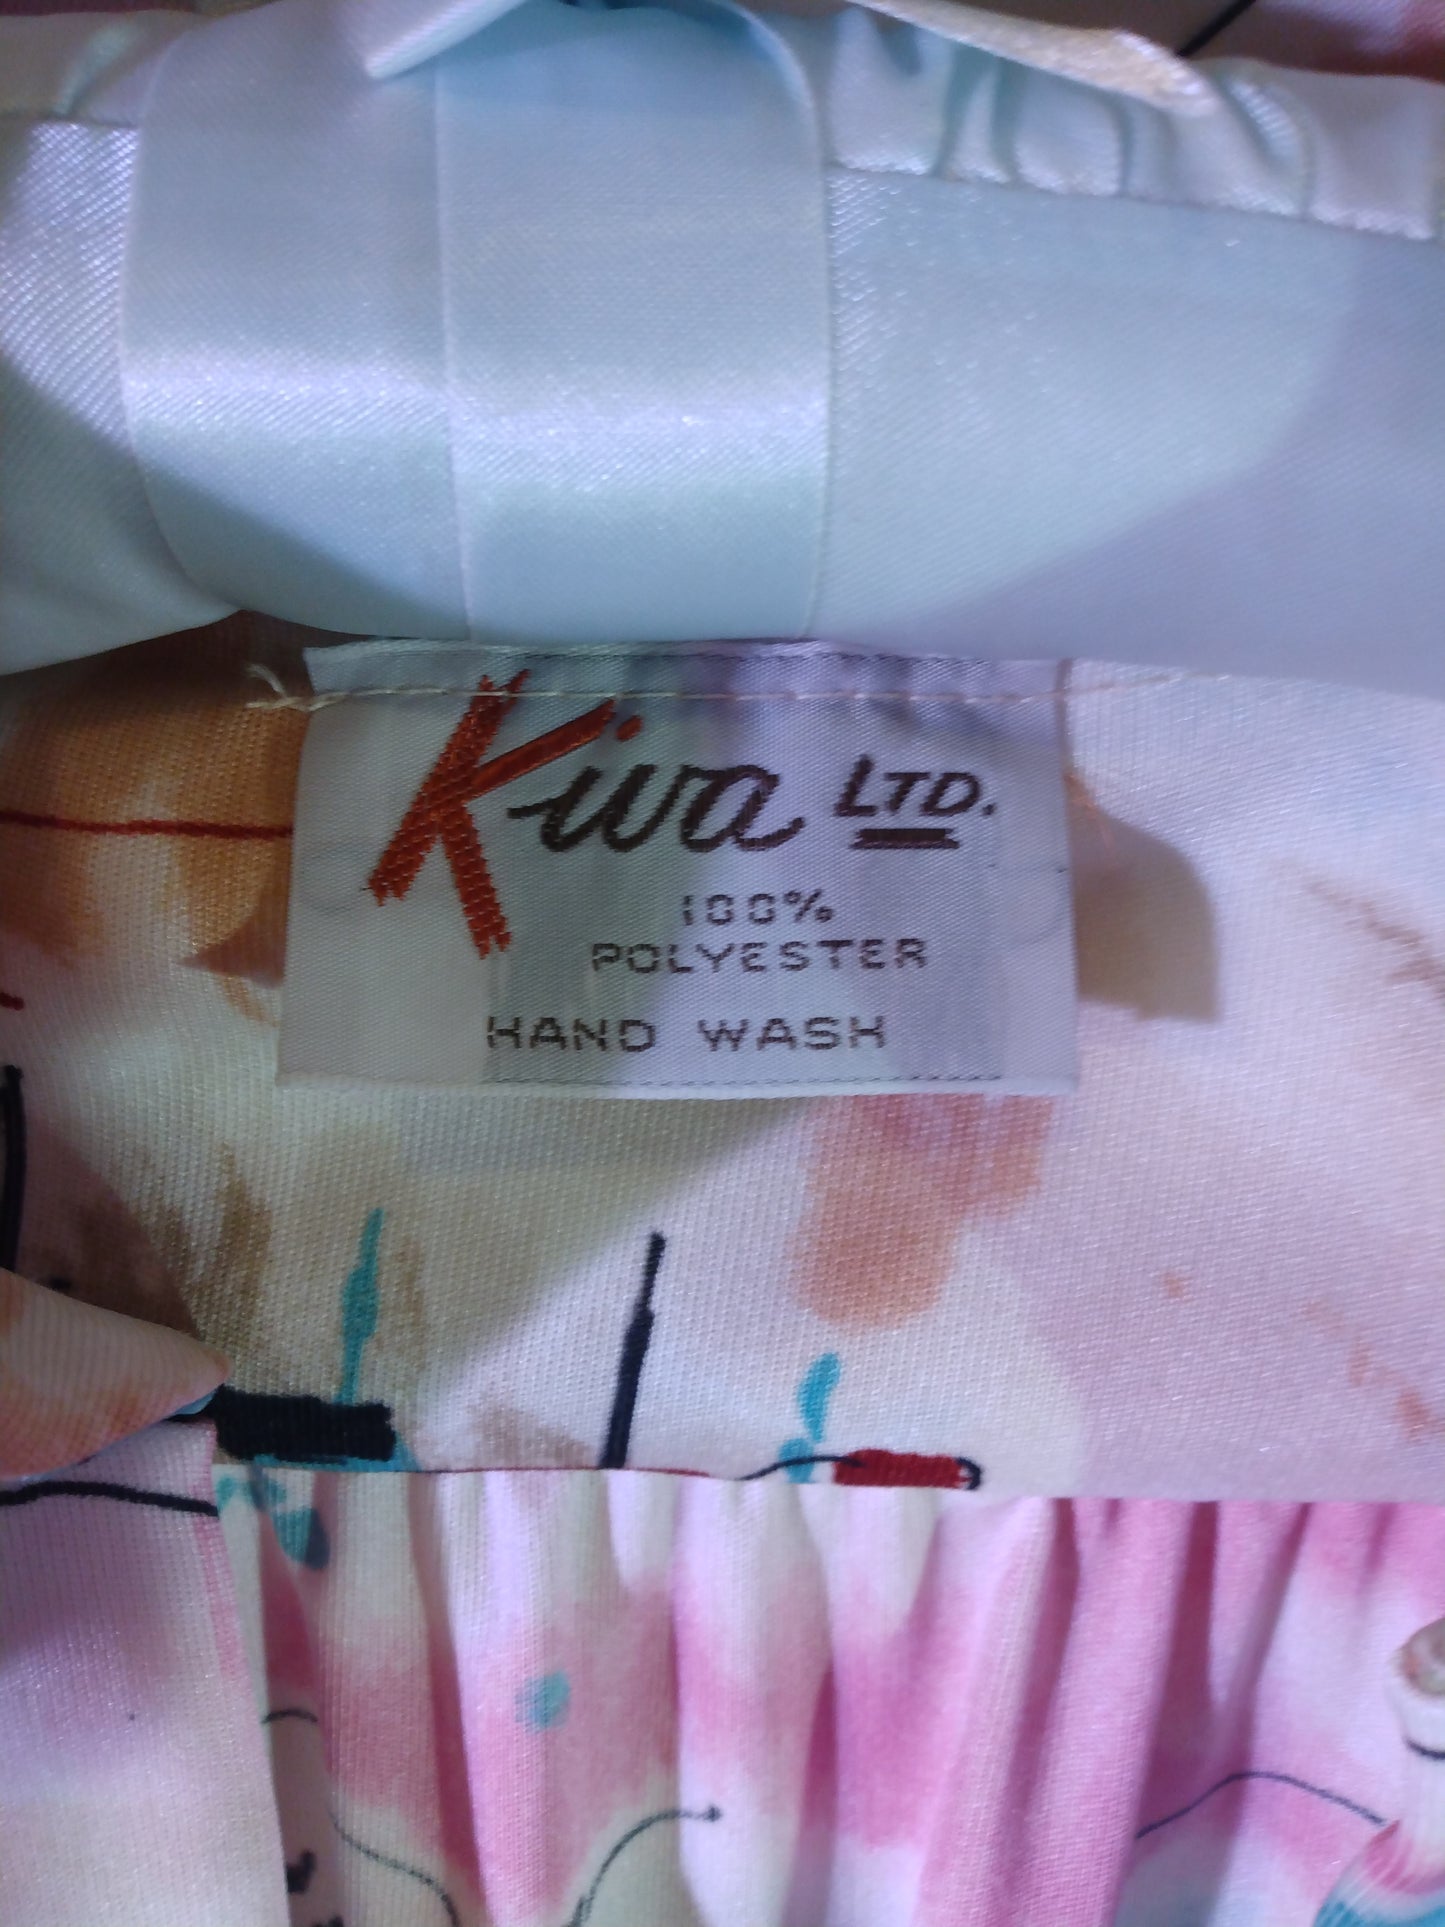 Kiva LTD.
100%
POLYESTER
HAND WASH